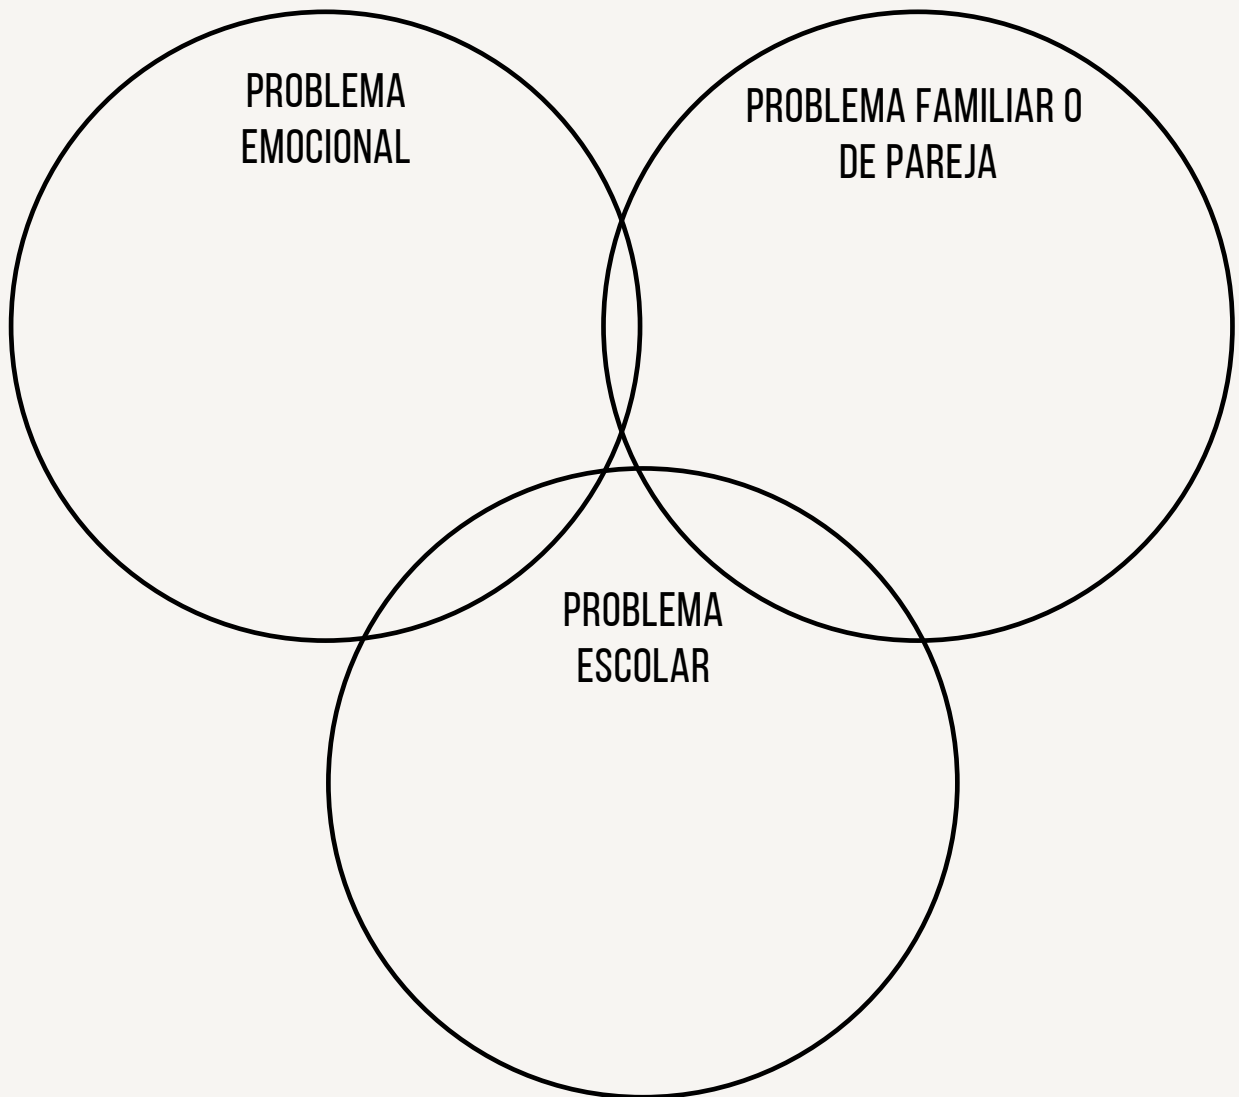 PROBLEMA
EMOCIONAL
PROBLEMA FAMILIAR O
DE PAREJA
PROBLEMA
ESCOLAR